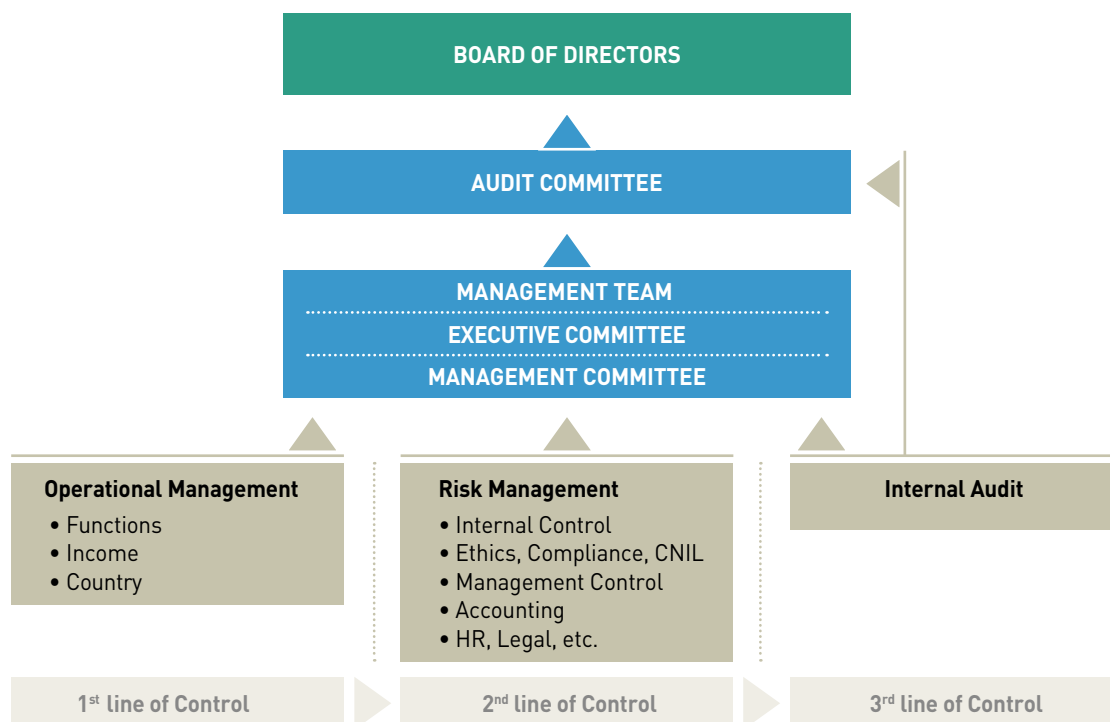 BOARD OF DIRECTORS
AUDIT COMMITTEE
MANAGEMENT TEAM
EXECUTIVE COMMITTEE
MANAGEMENT COMMITTEE
Operational Management
• Functions
• Income
• Country
Risk Management
• Internal Control
• Ethics, Compliance, CNIL
• Management Control
• Accounting
• HR, Legal, etc.
Internal Audit
1st line of Control
2nd line of Control
3rd line of Control